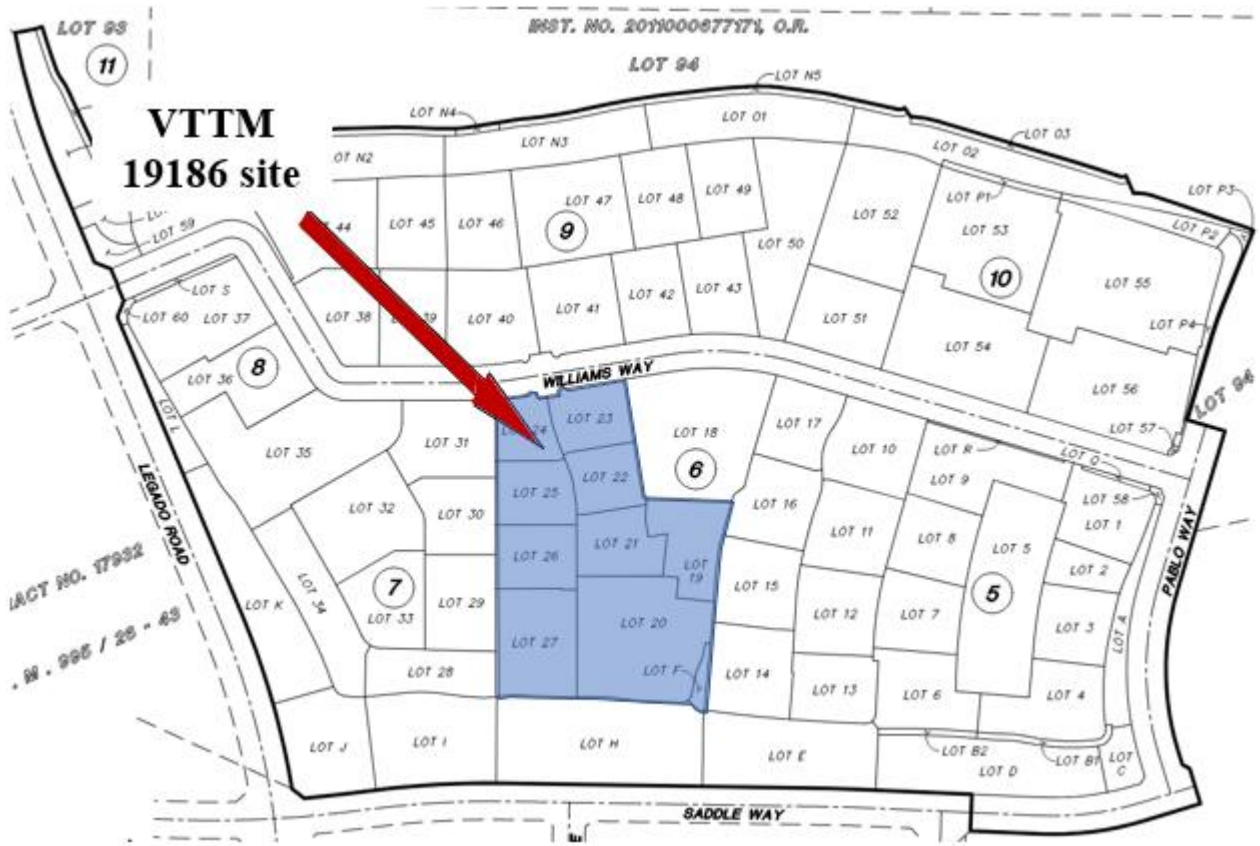 INST. NO. 2011000677171, O.R.
LOT 93
11
LOT 94
LOT N5
VTTM
19186 site
LOT N4
LOT N3
LOT O1
LOT O3
LOT O2
OT N2
LOT P3
LOT P1
LOT P2
LOT 59
44
LOT 45
LOT 46
LOT 47
LOT 48
LOT 49
9
LOT 50
LOT 52
LOT 53
10
LOT 55
LOT S
LOT 60
LOT 37
LOT 38
39
LOT 40
LOT 41
LOT 42
LOT 43
LOT 51
LOT 54
LOT P4
LOT 56
LOT 94
8
LOT 36
LOT L
WILLIAMS WAY
LOT 57
LOT 35
LOT 31
LOT 24
LOT 23
LOT 18
6
LOT 17
LOT 10
LOT R
LOT Q
LOT 9
LOT 58
LOT 1
LEGADO ROAD
LOT 32
LOT 30
LOT 25
LOT 22
LOT 16
LOT 11
LOT 8
LOT 5
LOT 2
PABLO WAY
ACT NO. 17932
. M . 995 / 26 - 43
LOT K
LOT 34
7
LOT 33
LOT 29
LOT 26
LOT 21
LOT 19
LOT 15
LOT 12
LOT 7
5
LOT 3
LOT A
LOT 27
LOT 20
LOT F
LOT 28
LOT 14
LOT 13
LOT 6
LOT 4
LOT J
LOT I
LOT H
LOT E
LOT B2
LOT B1
LOT C
LOT D
SADDLE WAY